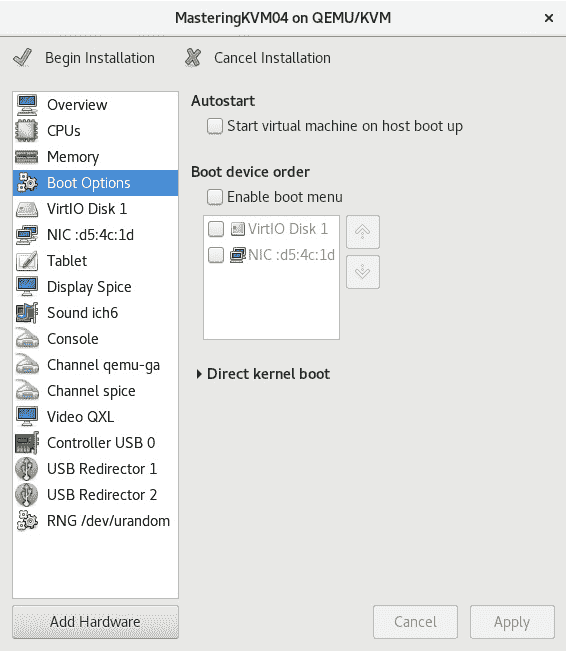 MasteringKVM04 on QEMU/KVM
Begin Installation
Cancel Installation
Overview
CPUs
Memory
Boot Options
VirtIO Disk 1
NIC :d5:4c:1d
Tablet
Display Spice
Sound ich6
Console
Channel qemu-ga
Channel spice
Video QXL
Controller USB 0
USB Redirector 1
USB Redirector 2
RNG /dev/urandom
Add Hardware
Autostart
Start virtual machine on host boot up
Boot device order
Enable boot menu
VirtIO Disk 1
NIC :d5:4c:1d
Direct kernel boot
Cancel
Apply